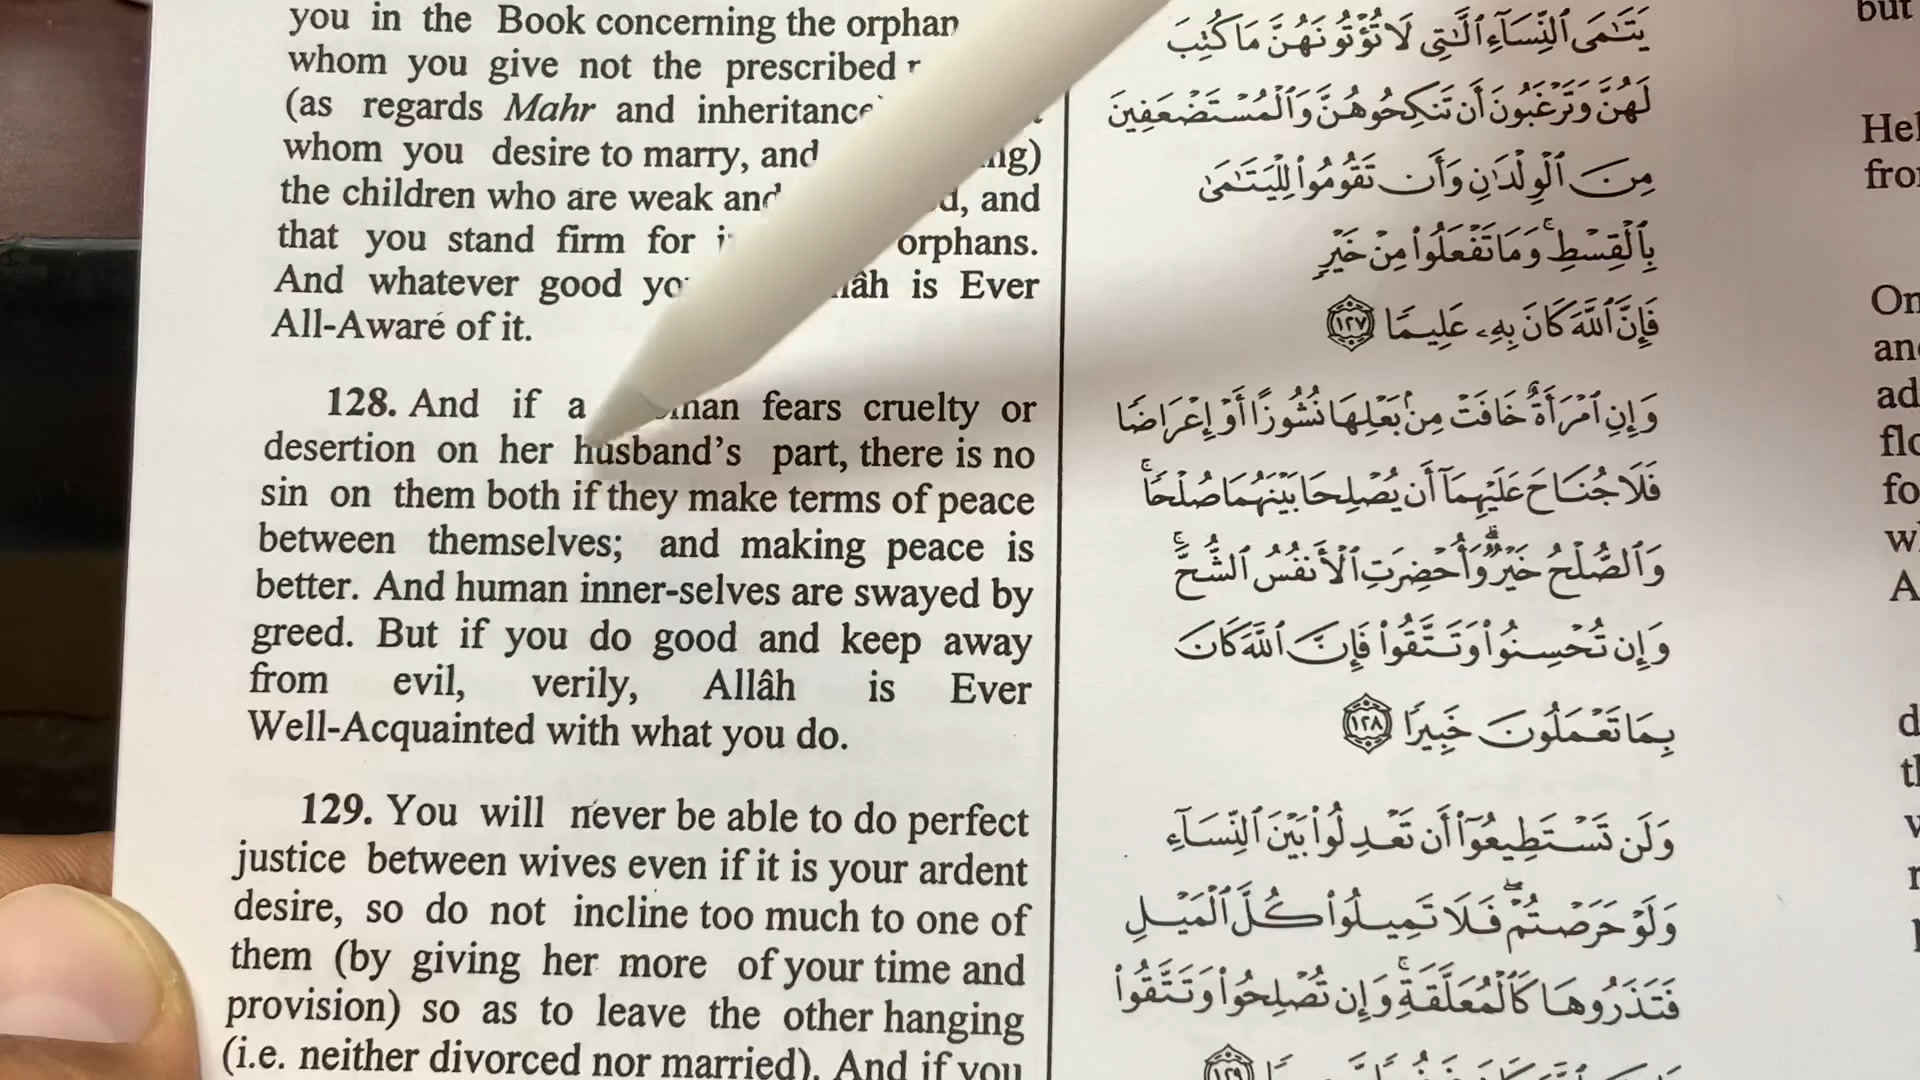 you in the Book concerning the orphan
whom you give not the prescribed
(as regards Mahr and inheritance
whom you desire to marry, and
the children who are weak and and
that you stand firm for orphans.
And whatever good is Ever
All-Aware of it.
128. And if a fears cruelty or
desertion on her husband’s part, there is no
sin on them both if they make terms of peace
between themselves; and making peace is
better. And human inner-selves are swayed by
greed. But if you do good and keep away
from evil, verily, Allâh is Ever
Well-Acquainted with what you do.
129. You will never be able to do perfect
justice between wives even if it is your ardent
desire, so do not incline too much to one of
them (by giving her more of your time and
provision) so as to leave the other hanging
(i.e. neither divorced nor married). And if you
يَتَٰمَى ٱلنِّسَآءِ ٱلَّٰتِي لَا تُؤْتُونَهُنَّ مَا كُتِبَ
لَهُنَّ وَتَرْغَبُونَ أَن تَنكِحُوهُنَّ وَٱلْمُسْتَضْعَفِينَ
مِنَ ٱلْوِلْدَٰنِ وَأَن تَقُومُوا۟ لِلْيَتَٰمَىٰ
بِٱلْقِسْطِ ۚ وَمَا تَفْعَلُوا۟ مِنْ خَيْرٍ
فَإِنَّ ٱللَّهَ كَانَ بِهِۦ عَلِيمًا ١٢٧
وَإِنِ ٱمْرَأَةٌ خَافَتْ مِنۢ بَعْلِهَا نُشُوزًا أَوْ إِعْرَاضًا
فَلَا جُنَاحَ عَلَيْهِمَآ أَن يُصْلِحَا بَيْنَهُمَا صُلْحًا ۚ
وَٱلصُّلْحُ خَيْرٌ ۗ وَأُحْضِرَتِ ٱلْأَنفُسُ ٱلشُّحَّ ۚ
وَإِن تُحْسِنُوا۟ وَتَتَّقُوا۟ فَإِنَّ ٱللَّهَ كَانَ
بِمَا تَعْمَلُونَ خَبِيرًا ١٢٨
وَلَن تَسْتَطِيعُوٓا۟ أَن تَعْدِلُوا۟ بَيْنَ ٱلنِّسَآءِ
وَلَوْ حَرَصْتُمْ ۖ فَلَا تَمِيلُوا۟ كُلَّ ٱلْمَيْلِ
فَتَذَرُوهَا كَٱلْمُعَلَّقَةِ ۚ وَإِن تُصْلِحُوا۟ وَتَتَّقُوا۟
١٢٩
but